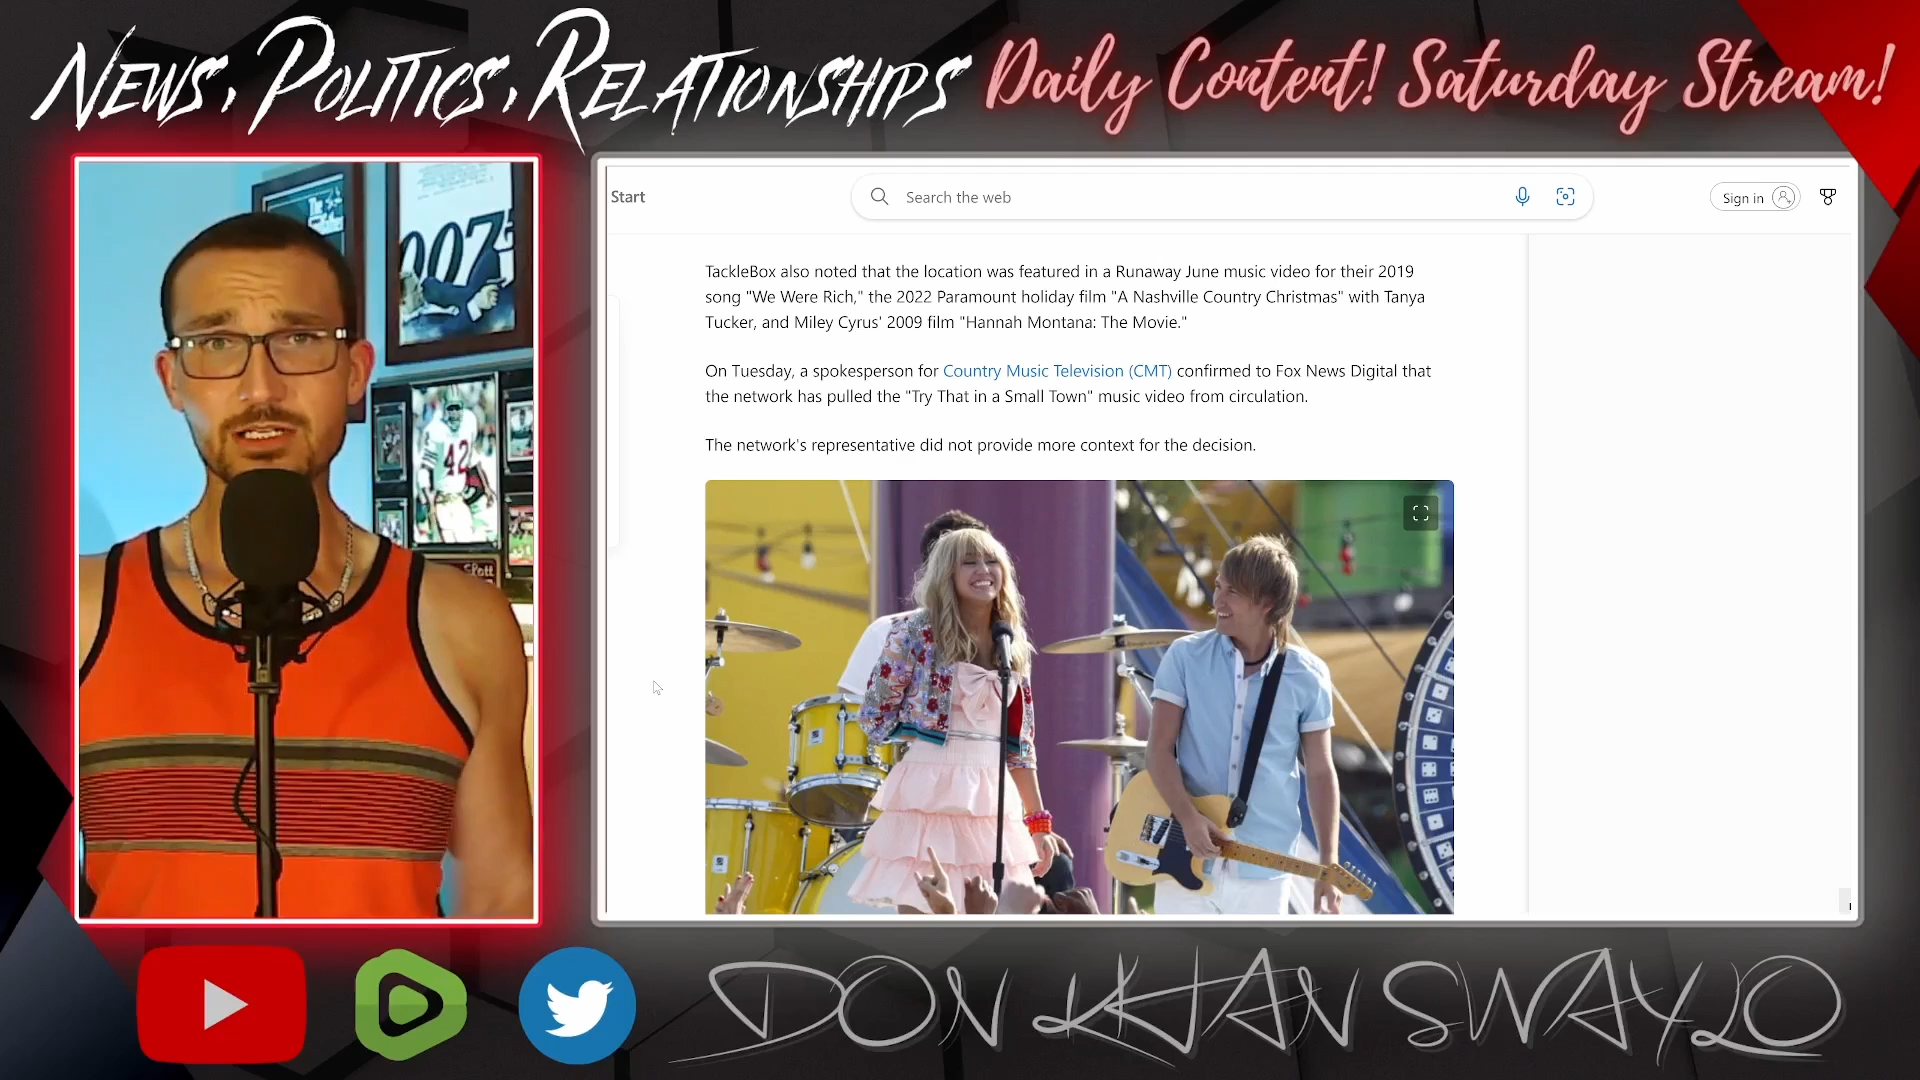 NEWS, POLITICS, RELATIONSHIPS Daily Content! Saturday Stream!
007
42
Start
Search the web
Sign in
TackleBox also noted that the location was featured in a Runaway June music video for their 2019
song "We Were Rich," the 2022 Paramount holiday film "A Nashville Country Christmas" with Tanya
Tucker, and Miley Cyrus' 2009 film "Hannah Montana: The Movie."
On Tuesday, a spokesperson for Country Music Television (CMT) confirmed to Fox News Digital that
the network has pulled the "Try That in a Small Town" music video from circulation.
The network's representative did not provide more context for the decision.
DON KHAN SWAYLO